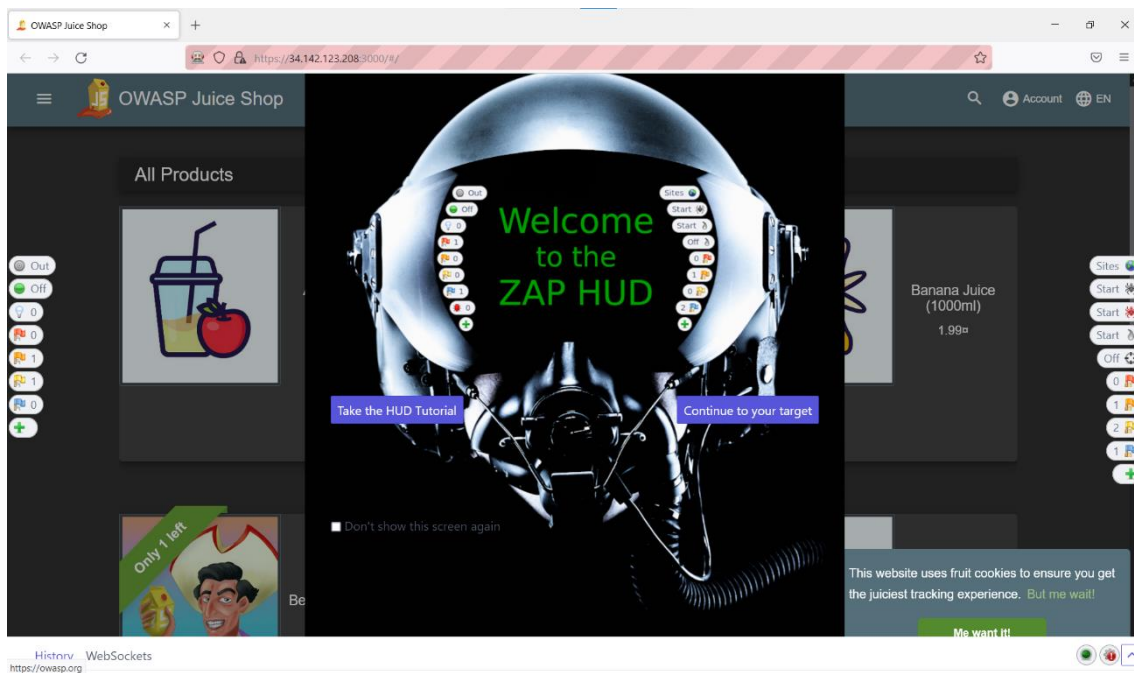 OWASP Juice Shop
https://34.142.123.208:3000/#/
OWASP Juice Shop
Account
EN
All Products
Out
Off
0
1
0
0
1
0
Welcome
to the
ZAP HUD
Sites
Start
Start
Off
0
1
0
2
Out
Off
0
0
1
1
0
Banana Juice
(1000ml)
1.99¤
Sites
Start
Start
Start
Off
0
1
2
1
Take the HUD Tutorial
Continue to your target
Don't show this screen again
Only 1 left
Be
This website uses fruit cookies to ensure you get
the juiciest tracking experience. But me wait!
Me want it!
History WebSockets
https://owasp.org